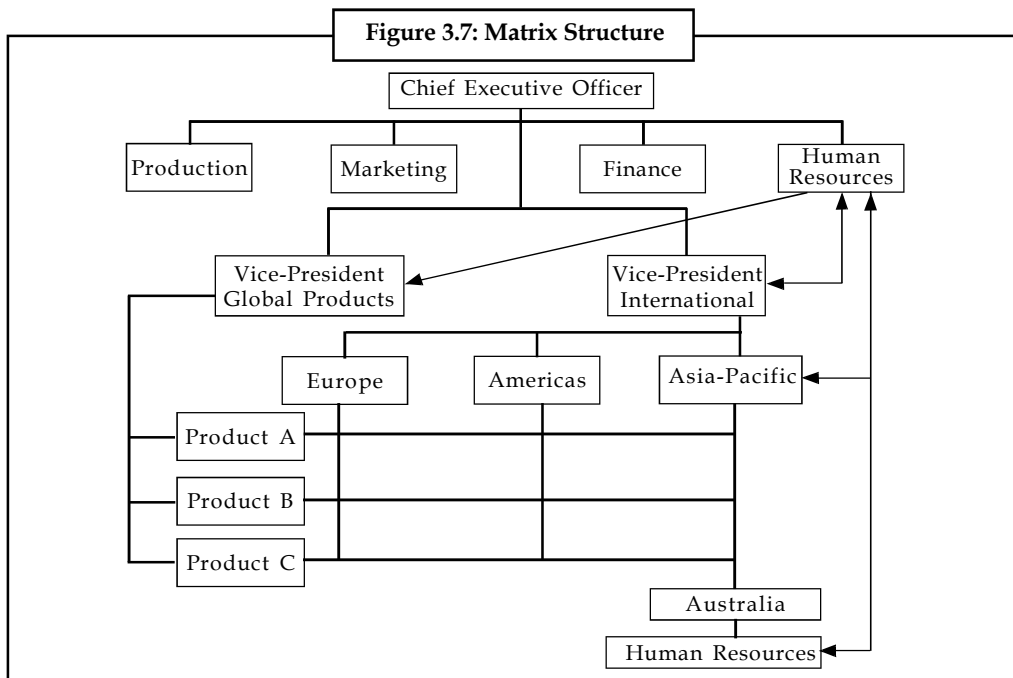 Figure 3.7: Matrix Structure
Chief Executive Officer
Production
Marketing
Finance
Human
Resources
Vice-President
Global Products
Vice-President
International
Europe
Americas
Asia-Pacific
Product A
Product B
Product C
Australia
Human Resources